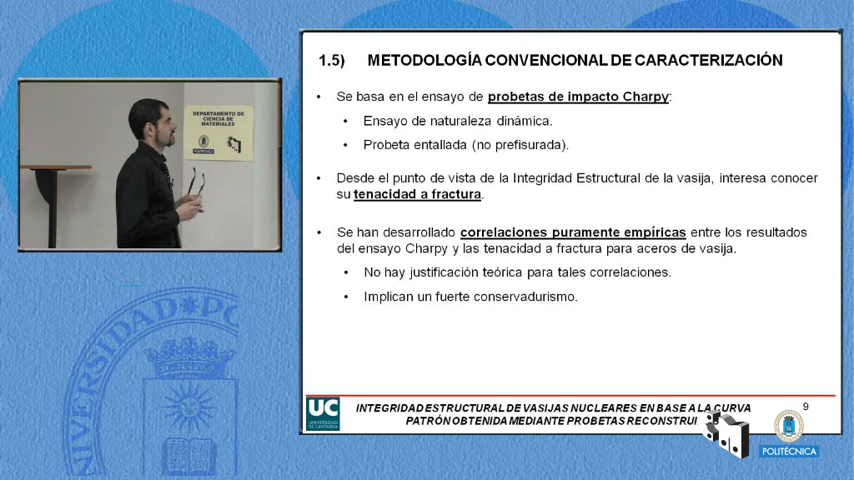 1.5) METODOLOGÍA CONVENCIONAL DE CARACTERIZACIÓN
• Se basa en el ensayo de probetas de impacto Charpy:
• Ensayo de naturaleza dinámica.
• Probeta entallada (no prefisurada).
• Desde el punto de vista de la Integridad Estructural de la vasija, interesa conocer
su tenacidad a fractura.
• Se han desarrollado correlaciones puramente empíricas entre los resultados
del ensayo Charpy y las tenacidad a fractura para aceros de vasija.
• No hay justificación teórica para tales correlaciones.
• Implican un fuerte conservadurismo.
DEPARTAMENTO DE
CIENCIA DE
MATERIALES
POLITÉCNICA
UC
UNIVERSIDAD
DE CANTABRIA
INTEGRIDAD ESTRUCTURAL DE VASIJAS NUCLEARES EN BASE A LA CURVA
PATRÓN OBTENIDA MEDIANTE PROBETAS RECONSTRUI
9
POLITÉCNICA